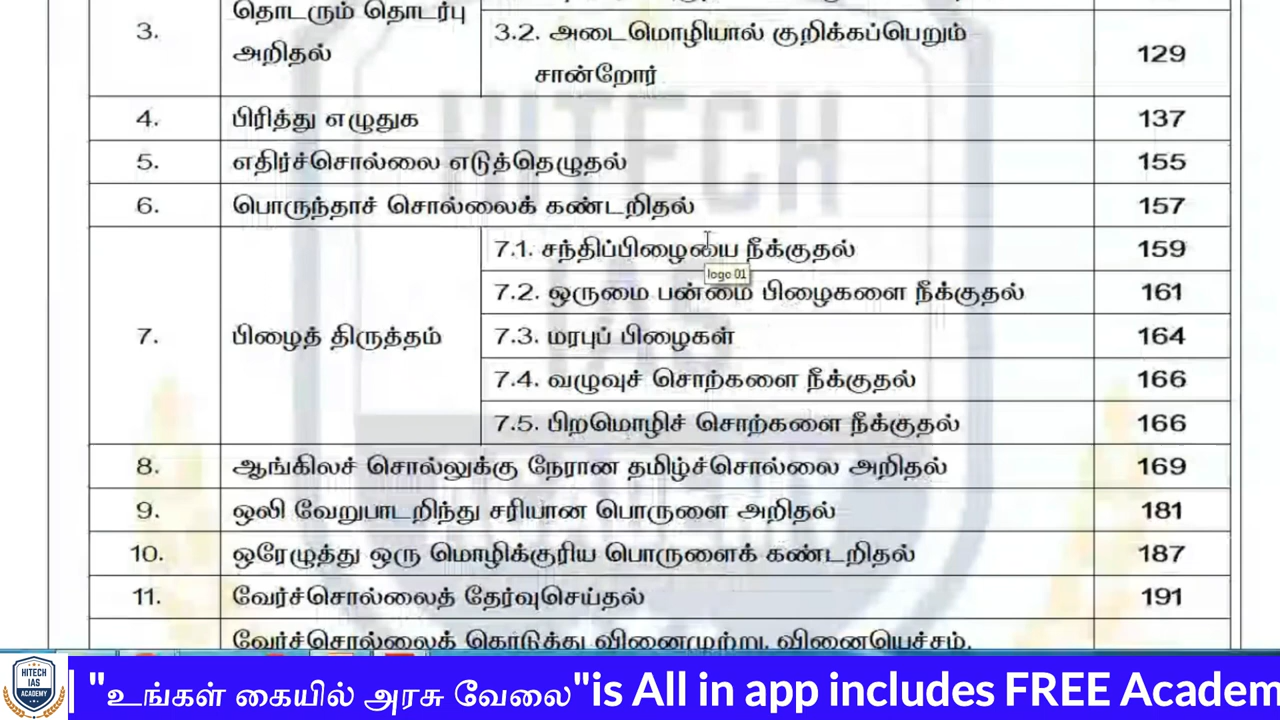 3.
தொடரும் தொடர்பு
அறிதல்
3.2. அடைமொழியால் குறிக்கப்பெறும்
சான்றோர்
129
4. பிரித்து எழுதுக 137
5. எதிர்ச்சொல்லை எடுத்தெழுதல் 155
6. பொருந்தாச் சொல்லைக் கண்டறிதல் 157
7. பிழைத் திருத்தம்
7.1. சந்திப்பிழையை நீக்குதல் 159
logo 01
7.2. ஒருமை பன்மை பிழைகளை நீக்குதல் 161
7.3. மரபுப் பிழைகள் 164
7.4. வழுவுச் சொற்களை நீக்குதல் 166
7.5. பிறமொழிச் சொற்களை நீக்குதல் 166
8. ஆங்கிலச் சொல்லுக்கு நேரான தமிழ்ச்சொல்லை அறிதல் 169
9. ஒலி வேறுபாடறிந்து சரியான பொருளை அறிதல் 181
10. ஒரேழுத்து ஒரு மொழிக்குரிய பொருளைக் கண்டறிதல் 187
11. வேர்ச்சொல்லைத் தேர்வுசெய்தல் 191
வேர்ச்சொல்லைக் கொடுத்து வினைமுற்று, வினையெச்சம்,
HITECH
IAS
HITECH
IAS
ACADEMY
"உங்கள் கையில் அரசு வேலை"is All in app includes FREE Academ